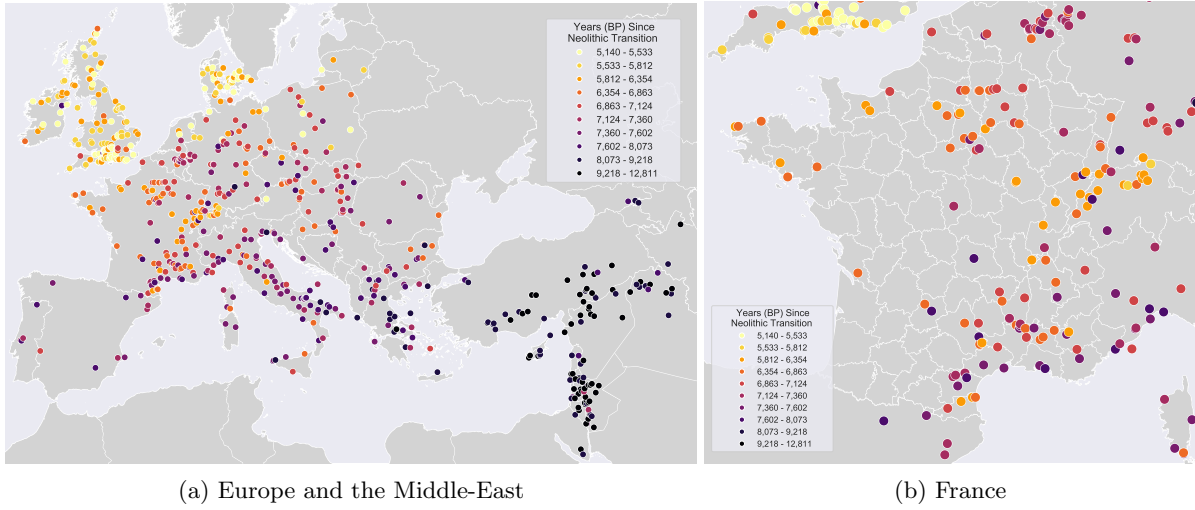 Years (BP) Since
Neolithic Transition
5,140 - 5,533
5,533 - 5,812
5,812 - 6,354
6,354 - 6,863
6,863 - 7,124
7,124 - 7,360
7,360 - 7,602
7,602 - 8,073
8,073 - 9,218
9,218 - 12,811
Years (BP) Since
Neolithic Transition
5,140 - 5,533
5,533 - 5,812
5,812 - 6,354
6,354 - 6,863
6,863 - 7,124
7,124 - 7,360
7,360 - 7,602
7,602 - 8,073
8,073 - 9,218
9,218 - 12,811
(a) Europe and the Middle-East
(b) France